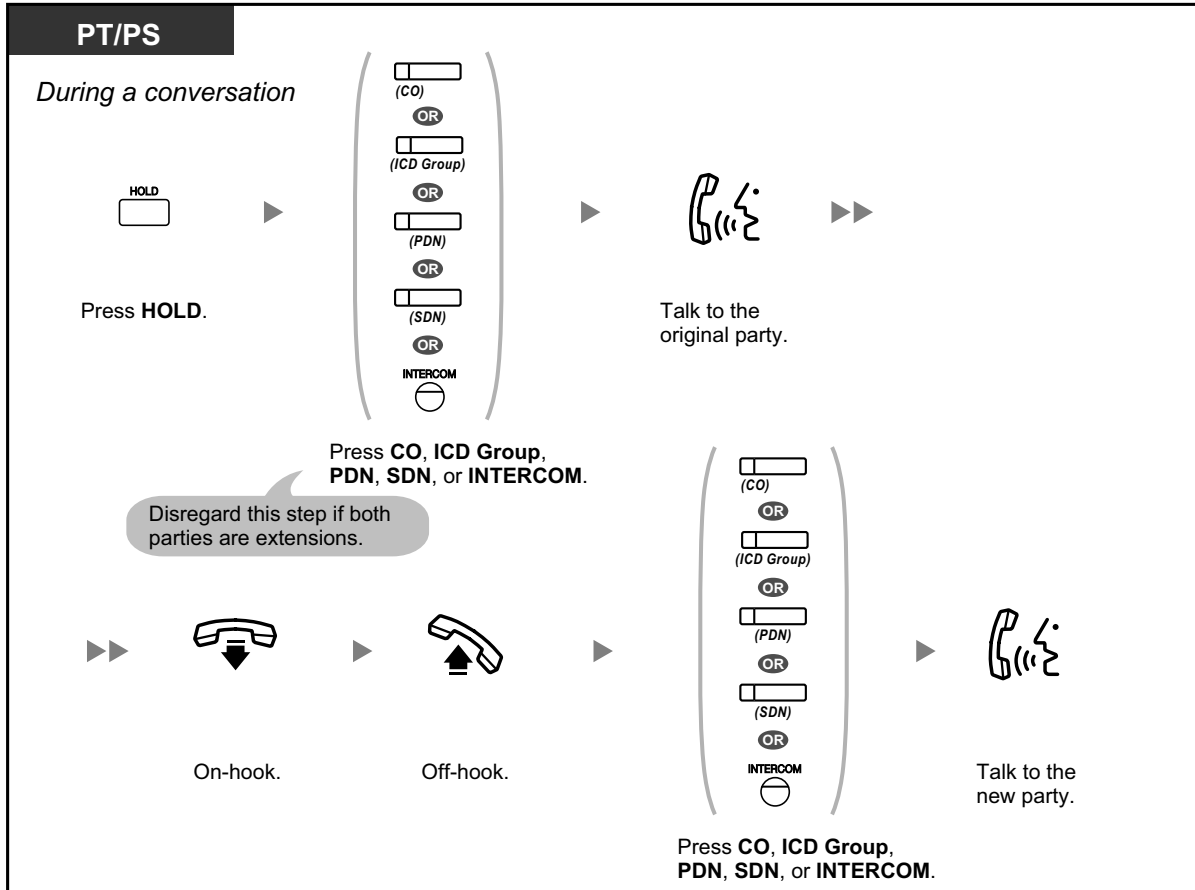 PT/PS
During a conversation
HOLD
Press HOLD.
(CO)
OR
(ICD Group)
OR
(PDN)
OR
(SDN)
OR
INTERCOM
Press CO, ICD Group,
PDN, SDN, or INTERCOM.
Disregard this step if both
parties are extensions.
Talk to the
original party.
On-hook.
Off-hook.
(CO)
OR
(ICD Group)
OR
(PDN)
OR
(SDN)
OR
INTERCOM
Press CO, ICD Group,
PDN, SDN, or INTERCOM.
Talk to the
new party.